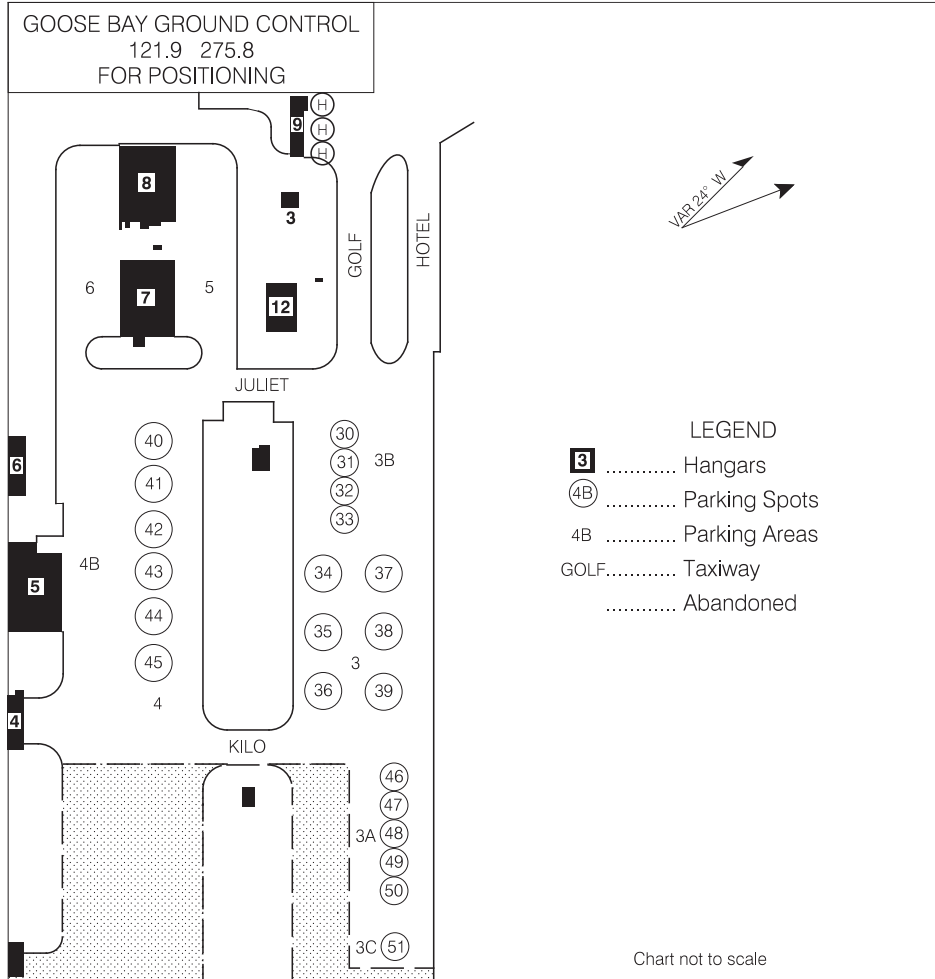 GOOSE BAY GROUND CONTROL
121.9 275.8
FOR POSITIONING
9
H
H
H
8
3
VAR 24° W
GOLF
HOTEL
6
7
5
12
JULIET
40
30
6
41
31
3B
32
42
33
4B
43
34
37
5
44
35
38
45
3
4
36
39
4
KILO
46
47
3A
48
49
50
3C
51
LEGEND
3 ............ Hangars
4B ............ Parking Spots
4B ............ Parking Areas
GOLF............ Taxiway
............ Abandoned
Chart not to scale